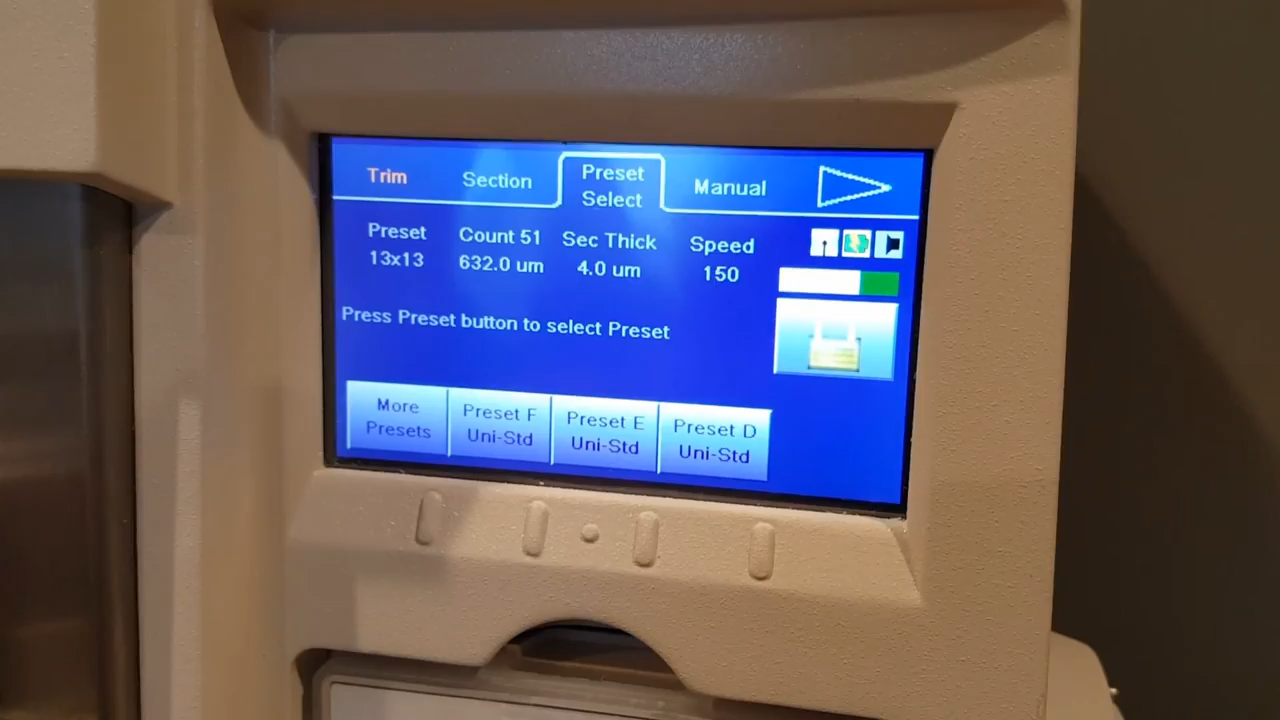 Trim
Section
Preset
Select
Manual
Preset
Count 51
Sec Thick
Speed
13x13
632.0 um
4.0 um
150
Press Preset button to select Preset
More
Presets
Preset F
Uni-Std
Preset E
Uni-Std
Preset D
Uni-Std